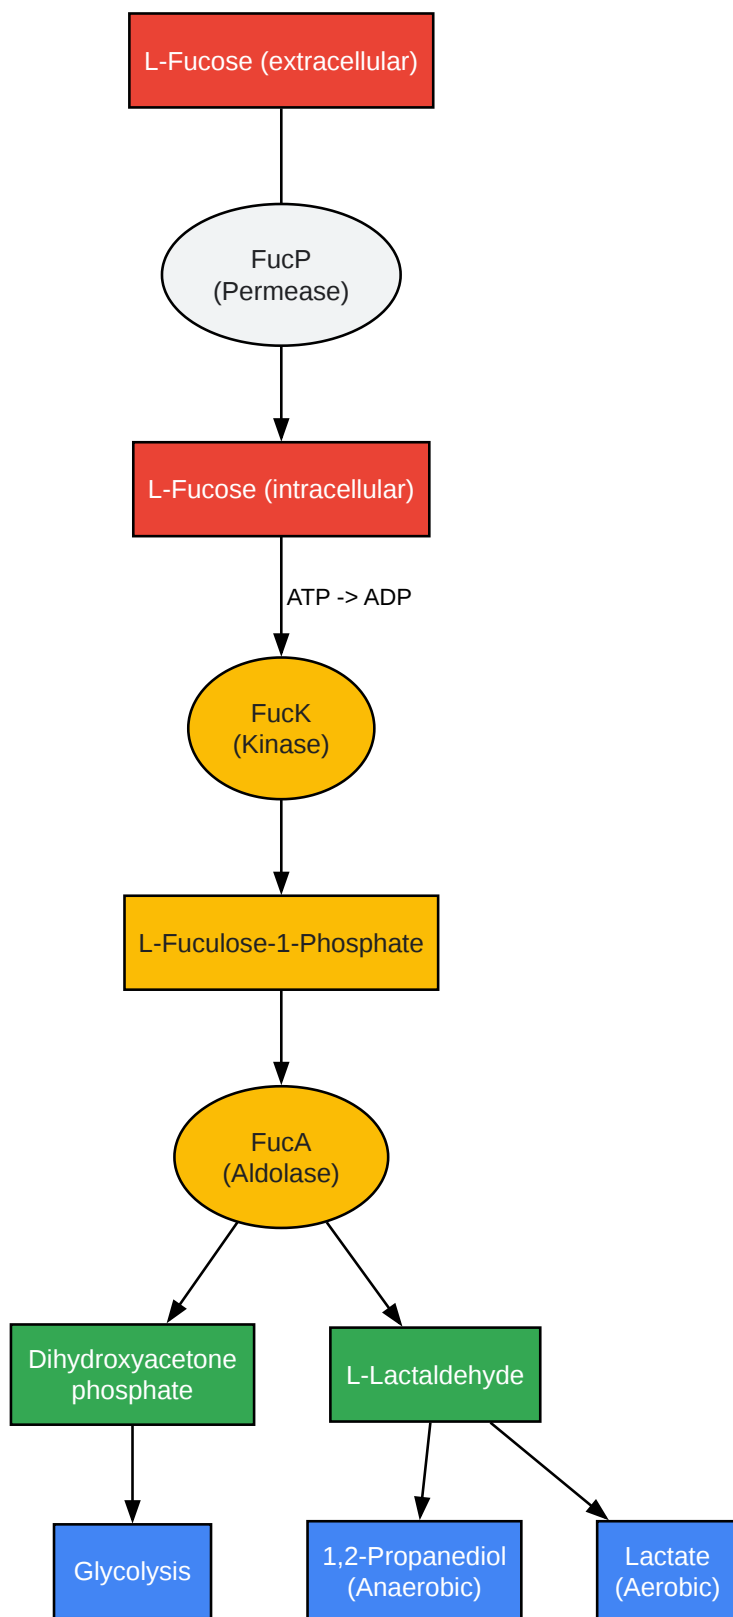 L-Fucose (extracellular)
FucP
(Permease)
L-Fucose (intracellular)
ATP -> ADP
FucK
(Kinase)
L-Fuculose-1-Phosphate
FucA
(Aldolase)
Dihydroxyacetone
phosphate
L-Lactaldehyde
Glycolysis
1,2-Propanediol
(Anaerobic)
Lactate
(Aerobic)